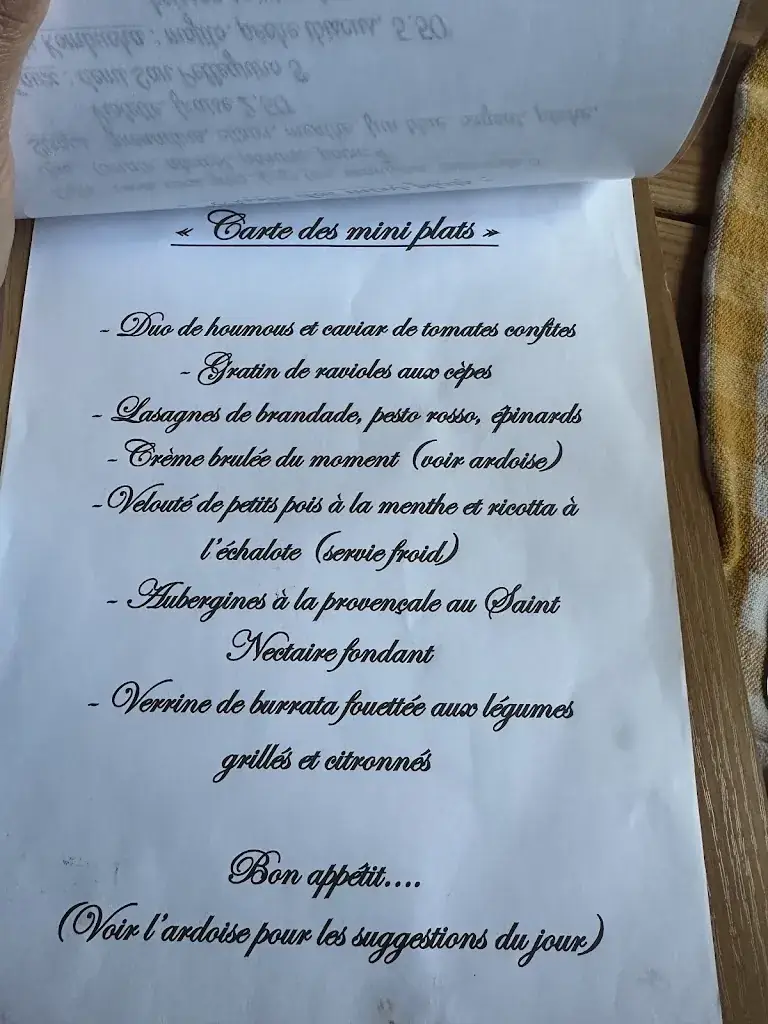 « Carte des mini plats »
- Duo de houmous et caviar de tomates confites
- Gratin de ravioles aux cèpes
- Lasagnes de brandade, pesto rosso, épinards
- Crème brulée du moment (voir ardoise)
- Velouté de petits pois à la menthe et ricotta à
l'échalote (servie froid)
- Aubergines à la provençale au Saint
Nectaire fondant
- Verrine de burrata fouettée aux légumes
grillés et citronnés
Bon appétit....
(Voir l'ardoise pour les suggestions du jour)